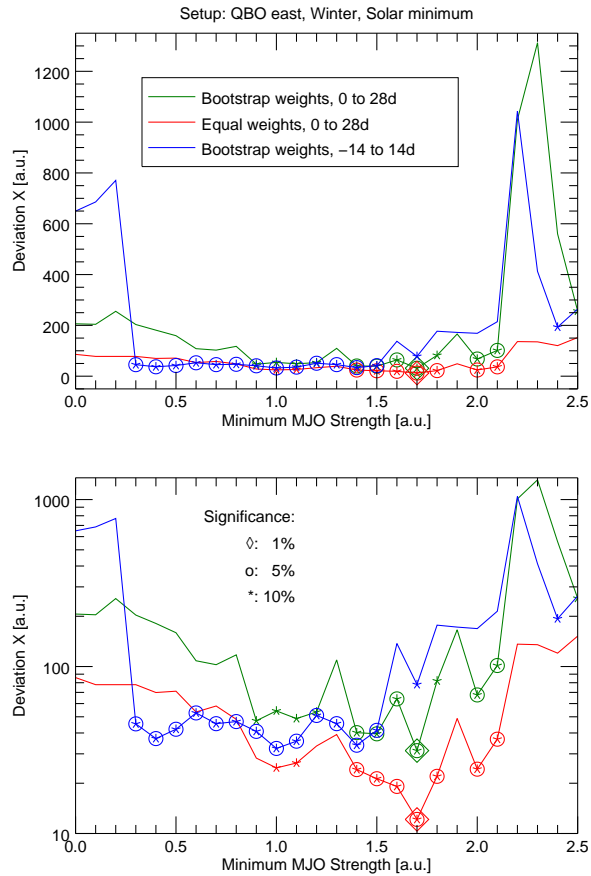 Setup: QBO east, Winter, Solar minimum
1200
1000
800
600
400
200
0
Deviation X [a.u.]
Bootstrap weights, 0 to 28d
Equal weights, 0 to 28d
Bootstrap weights, −14 to 14d
0.0 0.5 1.0 1.5 2.0 2.5
Minimum MJO Strength [a.u.]
1000
100
10
Deviation X [a.u.]
Significance:
◊: 1%
o: 5%
*: 10%
0.0 0.5 1.0 1.5 2.0 2.5
Minimum MJO Strength [a.u.]